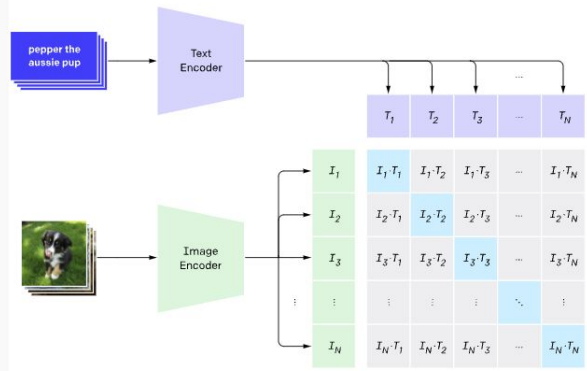 pepper the
aussie pup
Text
Encoder
...
T1 T2 T3 ... TN
Image
Encoder
I1 I1·T1 I1·T2 I1·T3 ... I1·TN
I2 I2·T1 I2·T2 I2·T3 ... I2·TN
I3 I3·T1 I3·T2 I3·T3 ... I3·TN
⋮ ⋮ ⋮ ⋮ ⋮ ⋱ ⋮
IN IN·T1 IN·T2 IN·T3 ... IN·TN